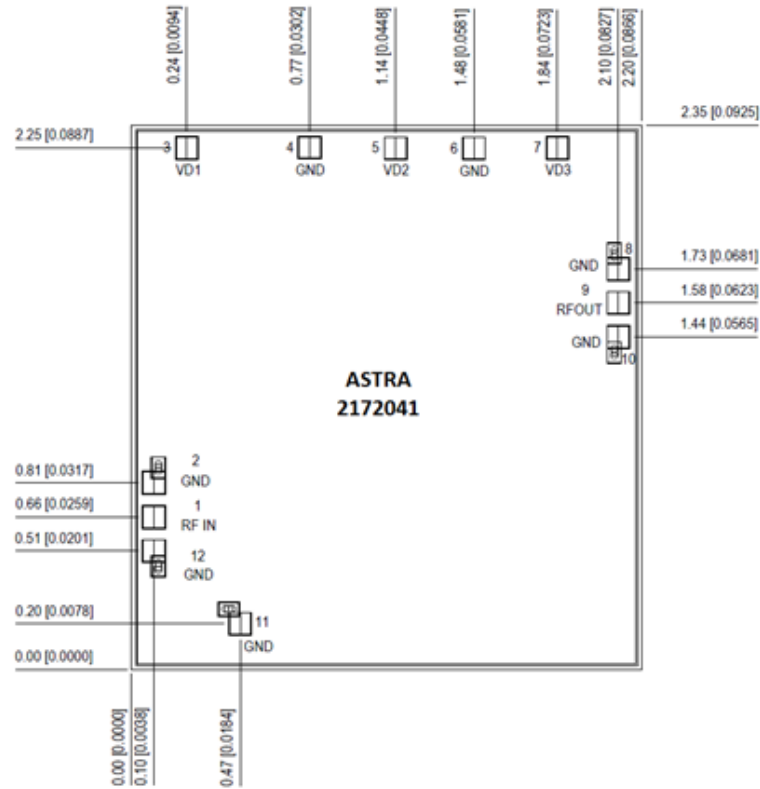 0.24 [0.0094]
0.77 [0.0302]
1.14 [0.0448]
1.48 [0.0581]
1.84 [0.0723]
2.10 [0.0827]
2.20 [0.0866]
2.35 [0.0925]
2.25 [0.0887]
3
VD1
4
GND
5
VD2
6
GND
7
VD3
8
GND
1.73 [0.0681]
9
RFOUT
1.58 [0.0623]
GND
10
1.44 [0.0565]
ASTRA
2172041
0.81 [0.0317]
2
GND
0.66 [0.0259]
1
RF IN
0.51 [0.0201]
12
GND
0.20 [0.0078]
11
GND
0.00 [0.0000]
0.00 [0.0000]
0.10 [0.0038]
0.47 [0.0184]